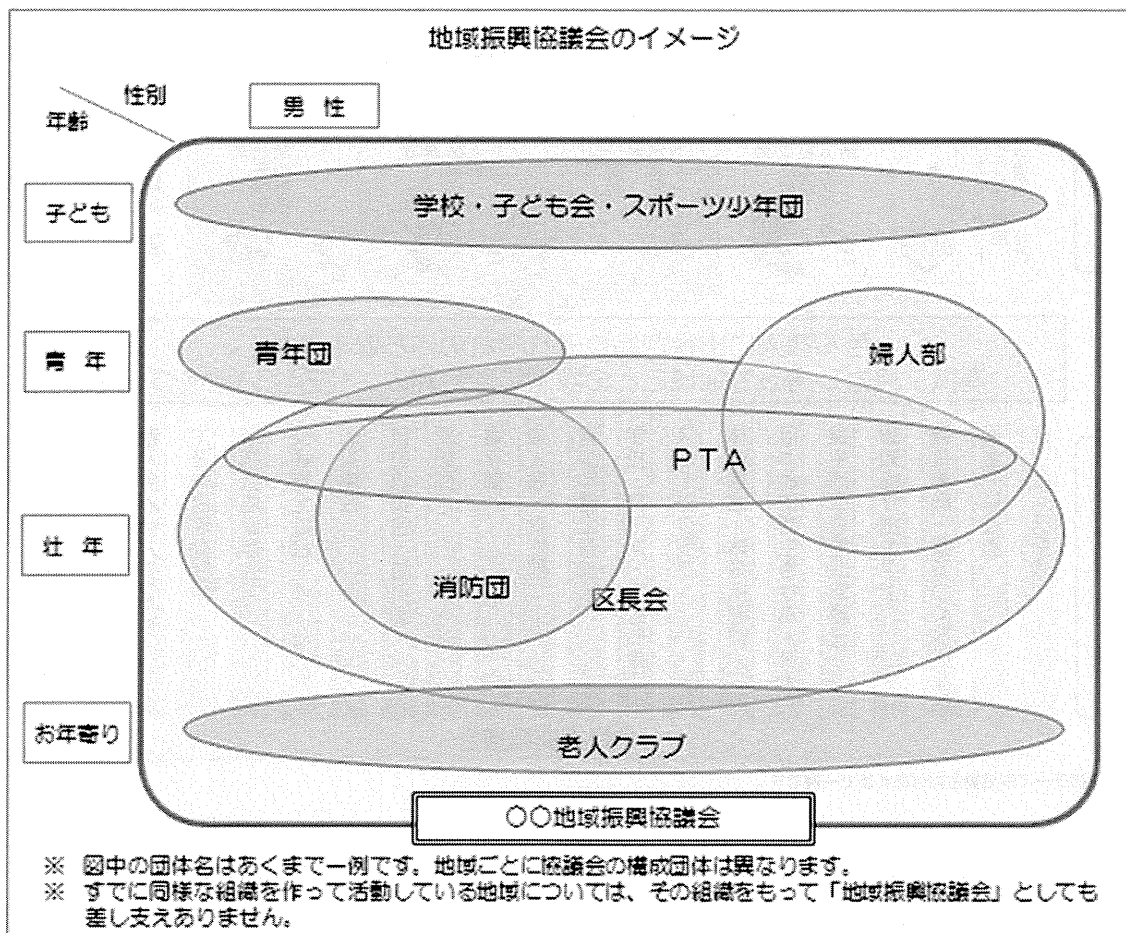 地域振興協議会のイメージ
性別
年齢
男 性
子ども
学校・子ども会・スポーツ少年団
青 年
青年団
婦人部
PTA
壮 年
消防団
区長会
お年寄り
老人クラブ
〇〇地域振興協議会
※ 図中の団体名はあくまで一例です。地域ごとに協議会の構成団体は異なります。
※ すでに同様な組織を作って活動している地域については、その組織をもって「地域振興協議会」としても
差し支えありません。